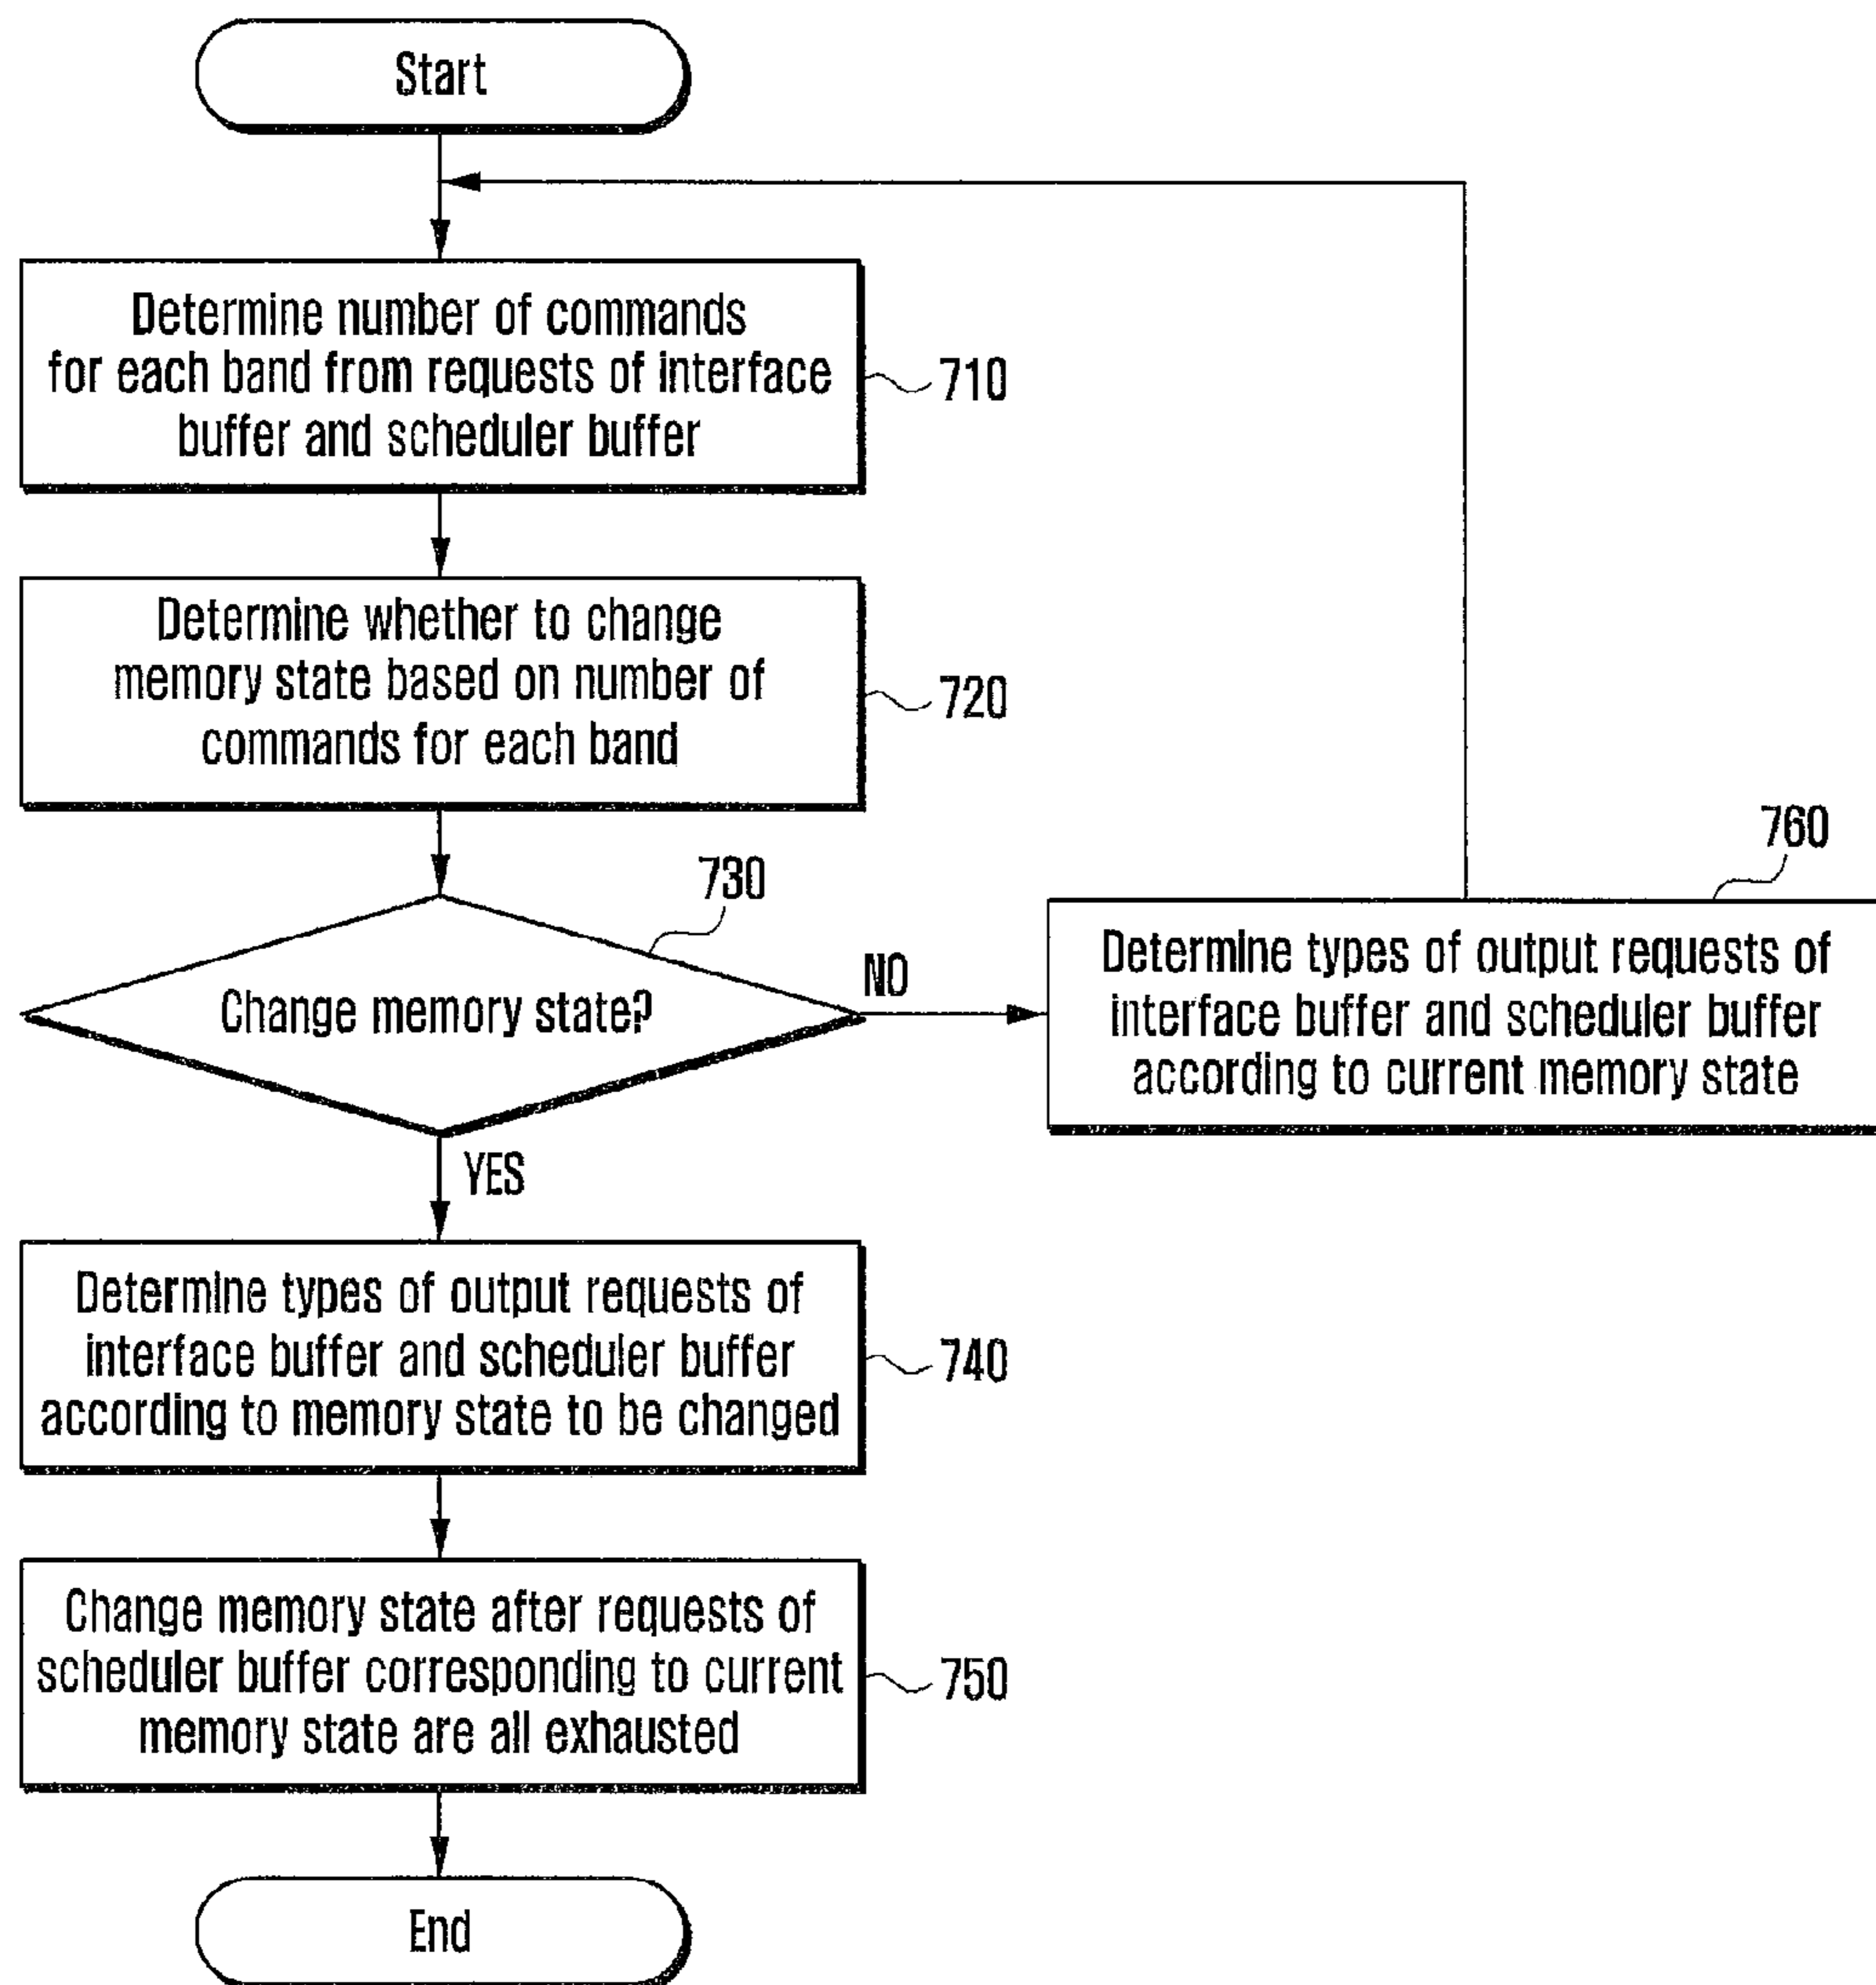 Start
Determine number of commands
for each band from requests of interface
buffer and scheduler buffer
710
Determine whether to change
memory state based on number of
commands for each band
720
730
Change memory state?
NO
760
Determine types of output requests of
interface buffer and scheduler buffer
according to current memory state
YES
Determine types of output requests of
interface buffer and scheduler buffer
according to memory state to be changed
740
Change memory state after requests of
scheduler buffer corresponding to current
memory state are all exhausted
750
End